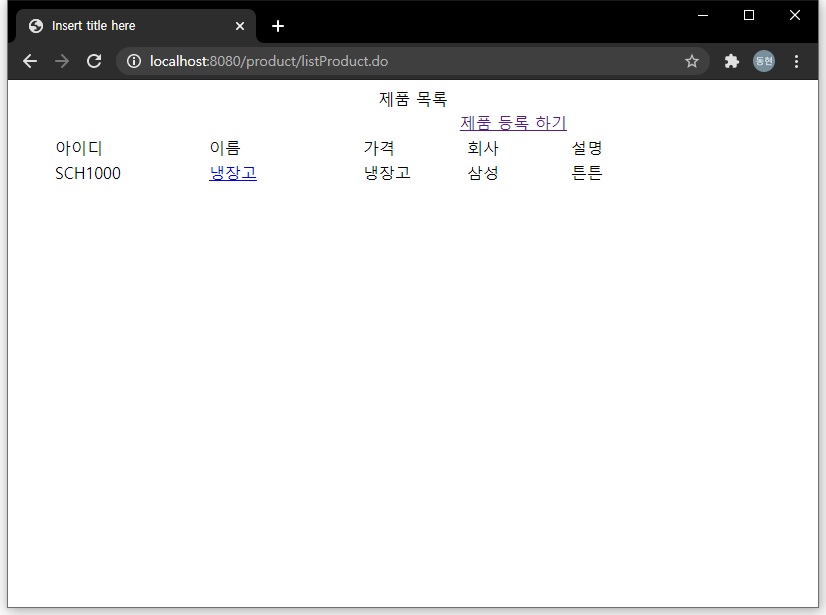 Insert title here
localhost:8080/product/listProduct.do 동현
제품 목록
제품 등록 하기
아이디 이름 가격 회사 설명
SCH1000 냉장고 냉장고 삼성 튼튼